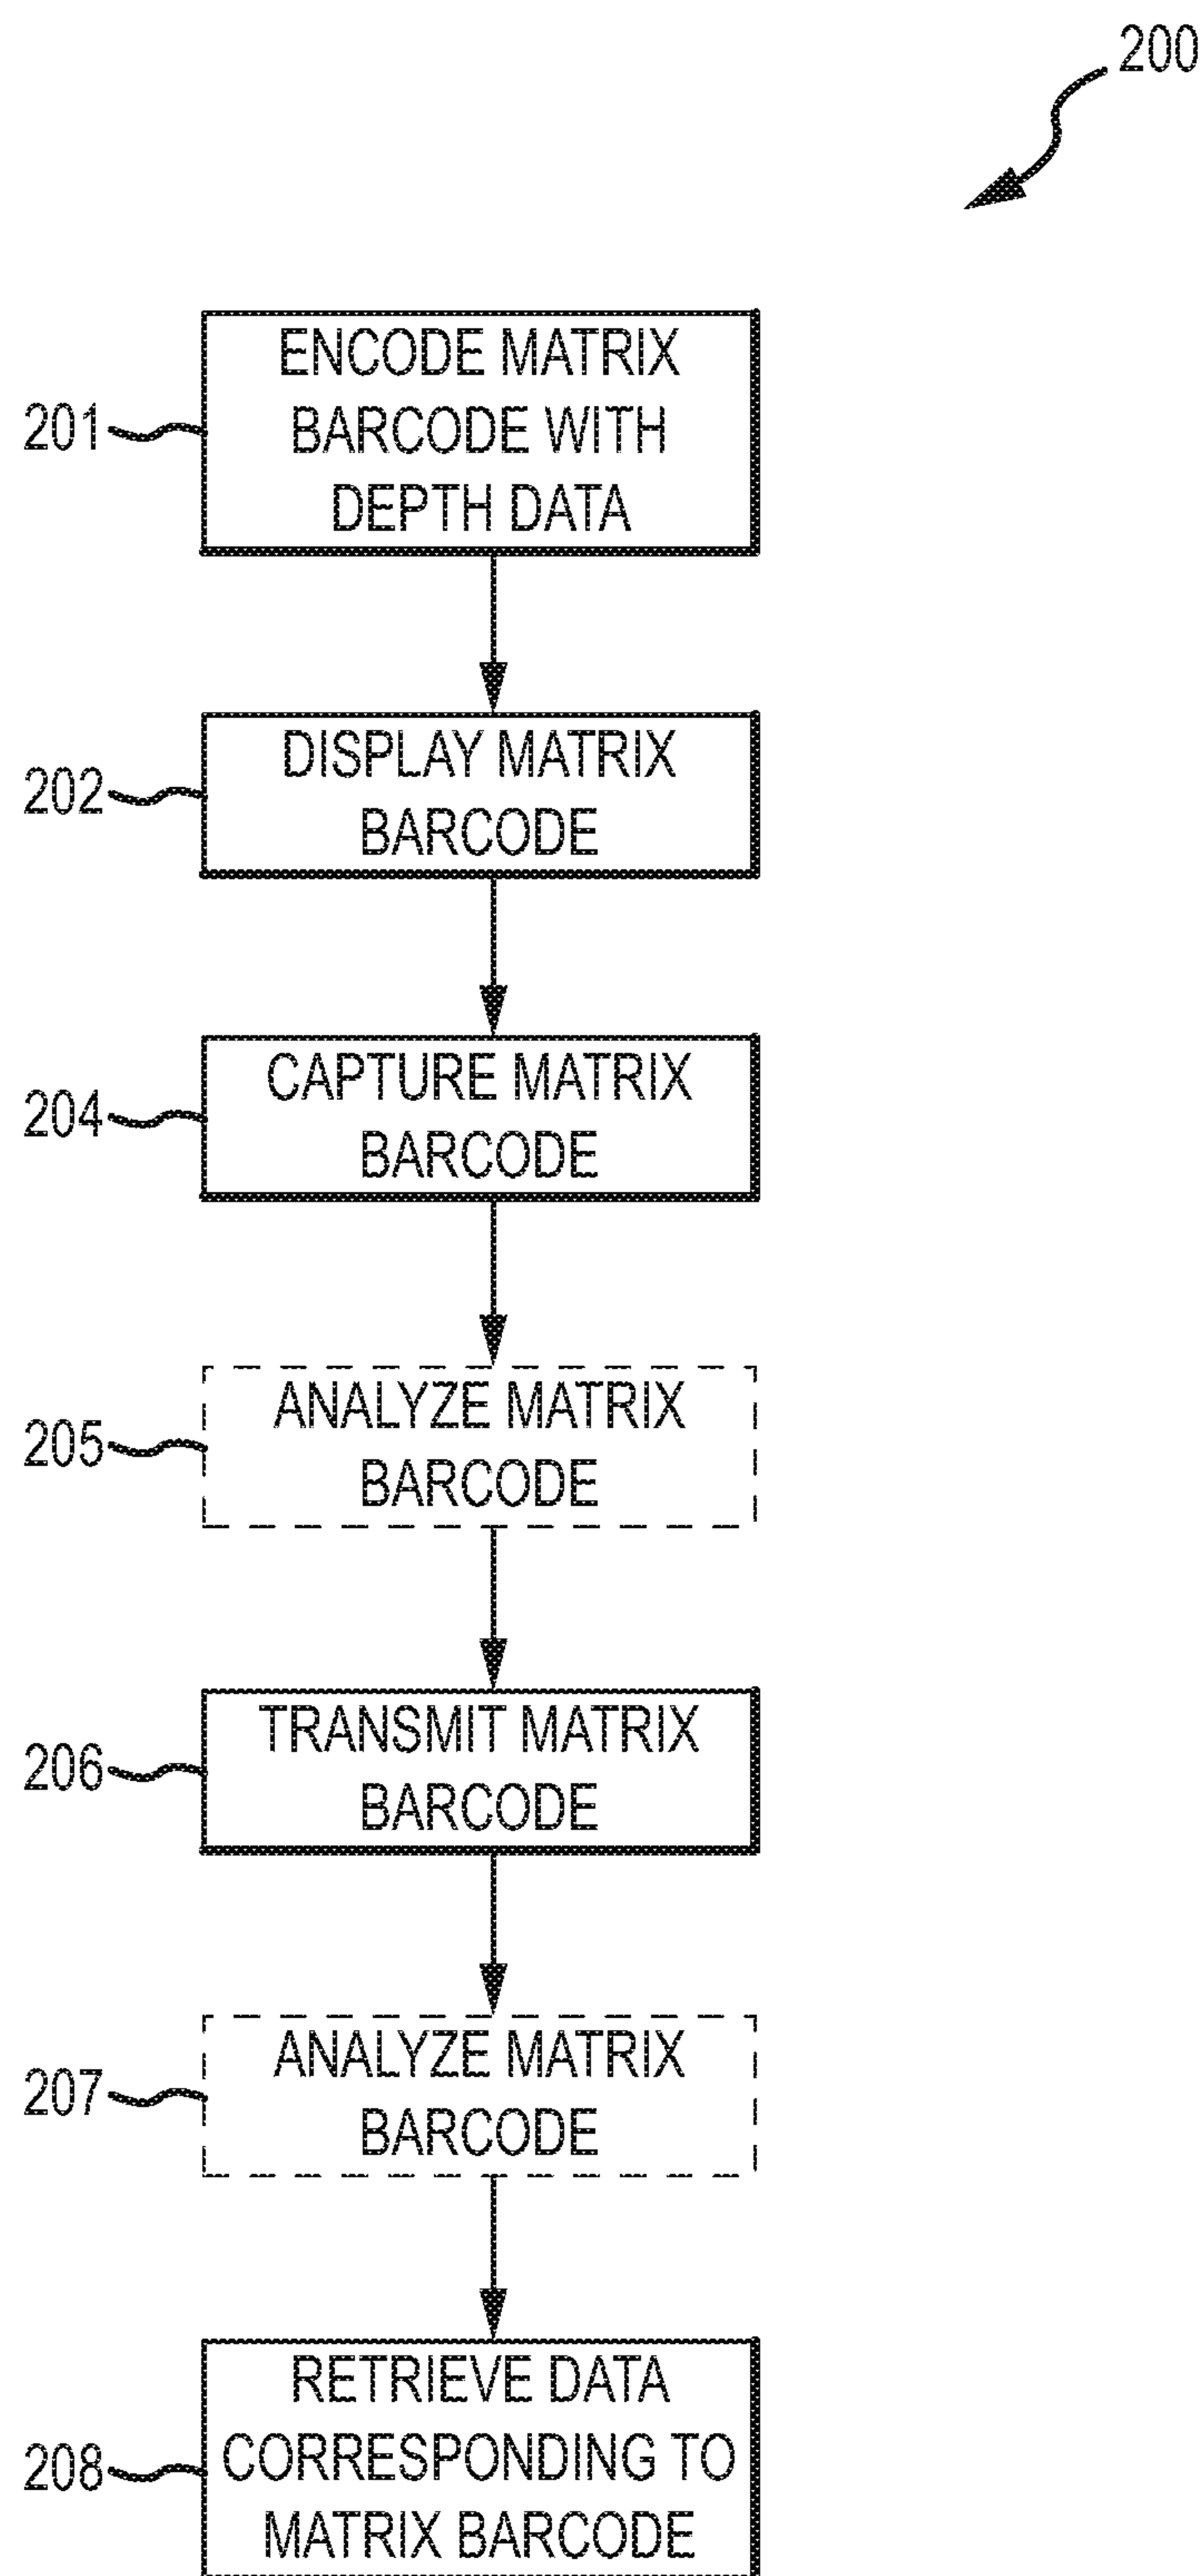 200
ENCODE MATRIX
201 BARCODE WITH
DEPTH DATA
DISPLAY MATRIX
202
BARCODE
CAPTURE MATRIX
204
BARCODE
ANALYZE MATRIX
205
BARCODE
TRANSMIT MATRIX
206
BARCODE
ANALYZE MATRIX
207
BARCODE
RETRIEVE DATA
208 CORRESPONDING TO
MATRIX BARCODE